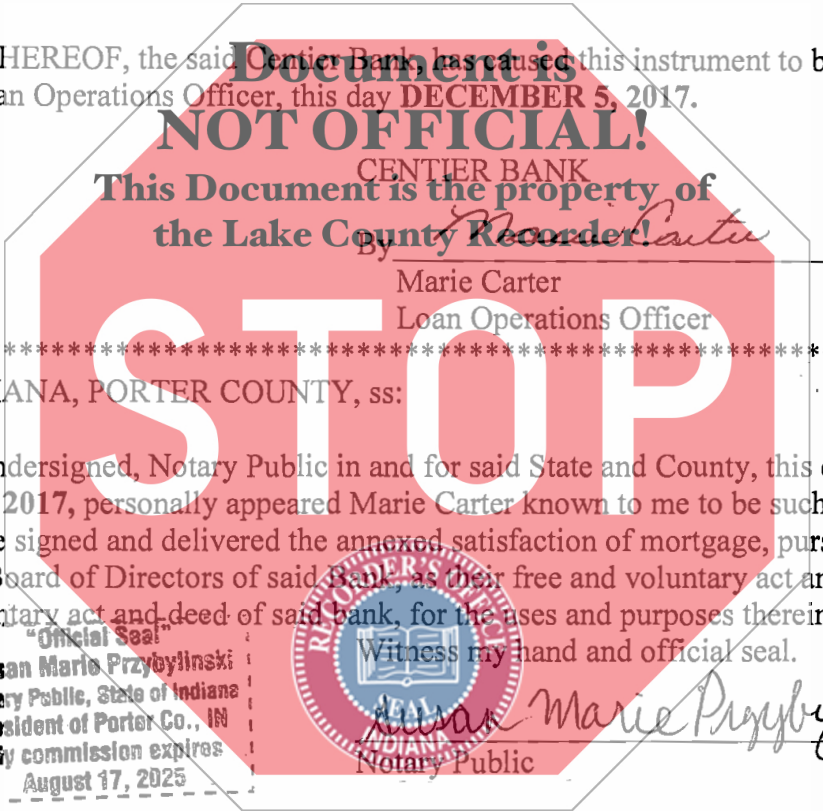 HEREOF, the said Centier Bank, has caused this instrument to b
Document is
an Operations Officer, this day DECEMBER 5, 2017.
NOT OFFICIAL!
CENTIER BANK
This Document is the property of
the Lake County Recorder!
By Marie Carter
Marie Carter
Loan Operations Officer
**********************************************************
IANA, PORTER COUNTY, ss:
STOP
ndersigned, Notary Public in and for said State and County, this
2017, personally appeared Marie Carter known to me to be such
e signed and delivered the annexed satisfaction of mortgage, purs
Board of Directors of said Bank, as their free and voluntary act an
ntary act and deed of said bank, for the uses and purposes therein
RECORDER'S OFFICE
SEAL
INDIANA
"Official Seal"
san Marie Przybylinski
ry Public, State of Indiana
sident of Porter Co., IN
y commission expires
August 17, 2025
Witness my hand and official seal.
Susan Marie Przyby
Notary Public